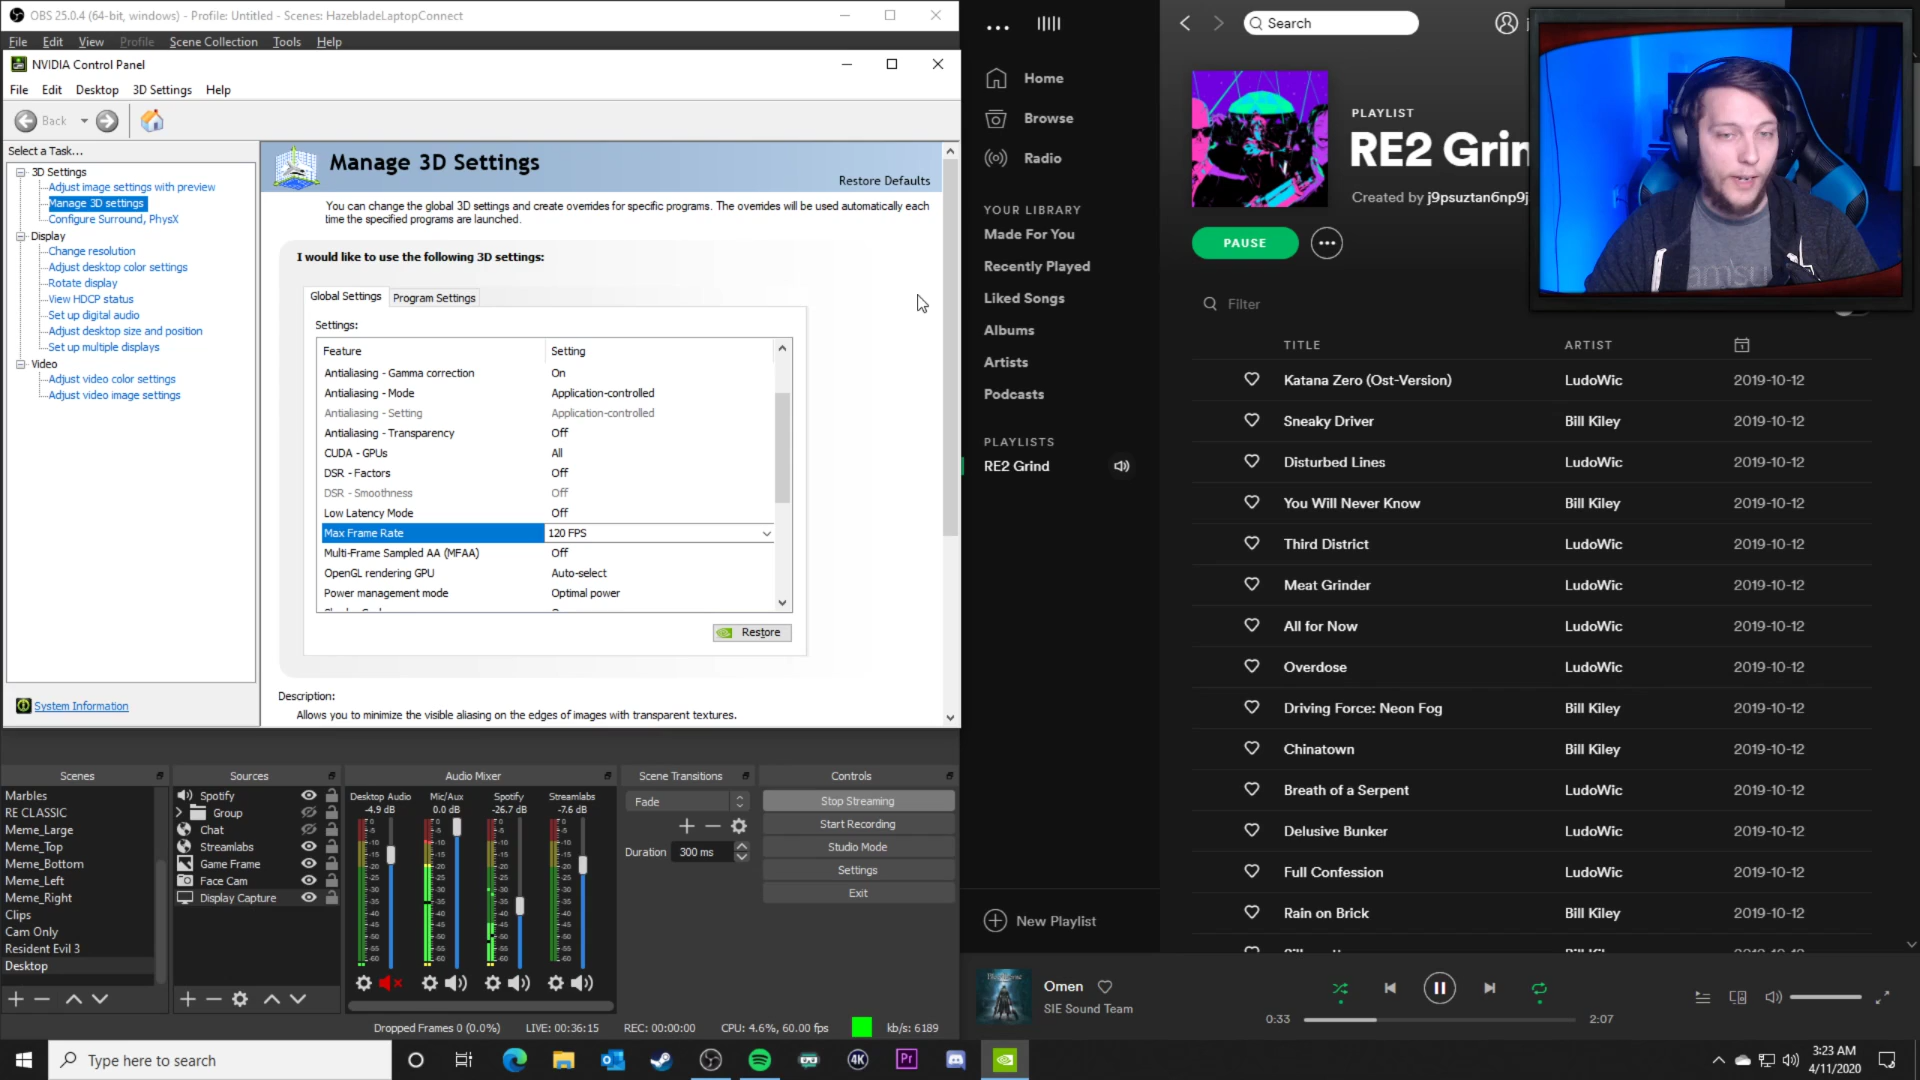 OBS 25.0.4 (64-bit, windows) - Profile: Untitled - Scenes: HazebladeLaptopConnect
File Edit View Profile Scene Collection Tools Help
NVIDIA Control Panel
File Edit Desktop 3D Settings Help
Back
Select a Task...
3D Settings
Adjust image settings with preview
Manage 3D settings
Configure Surround, PhysX
Display
Change resolution
Adjust desktop color settings
Rotate display
View HDCP status
Set up digital audio
Adjust desktop size and position
Set up multiple displays
Video
Adjust video color settings
Adjust video image settings
System Information
Manage 3D Settings
Restore Defaults
You can change the global 3D settings and create overrides for specific programs. The overrides will be used automatically each
time the specified programs are launched.
I would like to use the following 3D settings:
Global Settings Program Settings
Settings:
Feature Setting
Antialiasing - Gamma correction On
Antialiasing - Mode Application-controlled
Antialiasing - Setting Application-controlled
Antialiasing - Transparency Off
CUDA - GPUs All
DSR - Factors Off
DSR - Smoothness Off
Low Latency Mode Off
Max Frame Rate 120 FPS
Multi-Frame Sampled AA (MFAA) Off
OpenGL rendering GPU Auto-select
Power management mode Optimal power
Restore
Description:
Allows you to minimize the visible aliasing on the edges of images with transparent textures.
Scenes
Marbles
RE CLASSIC
Meme_Large
Meme_Top
Meme_Bottom
Meme_Left
Meme_Right
Clips
Cam Only
Resident Evil 3
Desktop
Sources
Spotify
Group
Chat
Streamlabs
Game Frame
Face Cam
Display Capture
Audio Mixer
Desktop Audio Mic/Aux Spotify Streamlabs
-4.9 dB 0.0 dB -26.7 dB -7.6 dB
Scene Transitions
Fade
Duration 300 ms
Controls
Stop Streaming
Start Recording
Studio Mode
Settings
Exit
Dropped Frames 0 (0.0%) LIVE: 00:36:15 REC: 00:00:00 CPU: 4.6%, 60.00 fps kb/s: 6189
Home
Browse
Radio
YOUR LIBRARY
Made For You
Recently Played
Liked Songs
Albums
Artists
Podcasts
PLAYLISTS
RE2 Grind
New Playlist
Search
PLAYLIST
RE2 Grin
Created by j9psuztan6np9j
PAUSE
Filter
TITLE ARTIST
Katana Zero (Ost-Version) LudoWic 2019-10-12
Sneaky Driver Bill Kiley 2019-10-12
Disturbed Lines LudoWic 2019-10-12
You Will Never Know Bill Kiley 2019-10-12
Third District LudoWic 2019-10-12
Meat Grinder LudoWic 2019-10-12
All for Now LudoWic 2019-10-12
Overdose LudoWic 2019-10-12
Driving Force: Neon Fog Bill Kiley 2019-10-12
Chinatown Bill Kiley 2019-10-12
Breath of a Serpent LudoWic 2019-10-12
Delusive Bunker LudoWic 2019-10-12
Full Confession LudoWic 2019-10-12
Rain on Brick Bill Kiley 2019-10-12
Omen
SIE Sound Team
0:33 2:07
Type here to search
4K
Pr
3:23 AM
4/11/2020